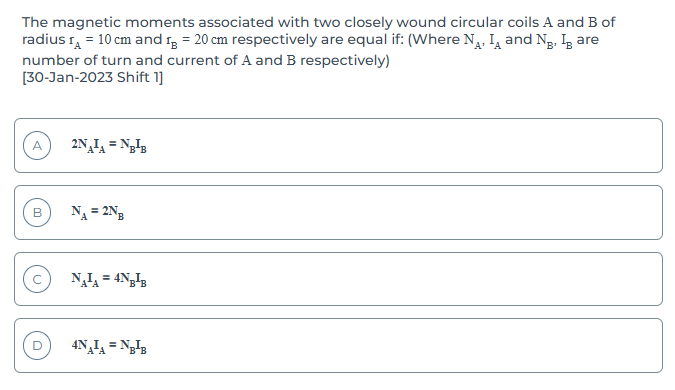 The magnetic moments associated with two closely wound circular coils A and B of
radius r_A = 10 cm and r_B = 20 cm respectively are equal if: (Where N_A, I_A and N_B, I_B are
number of turn and current of A and B respectively)
[30-Jan-2023 Shift 1]
A 2N_AI_A = N_BI_B
B N_A = 2N_B
C N_AI_A = 4N_BI_B
D 4N_AI_A = N_BI_B